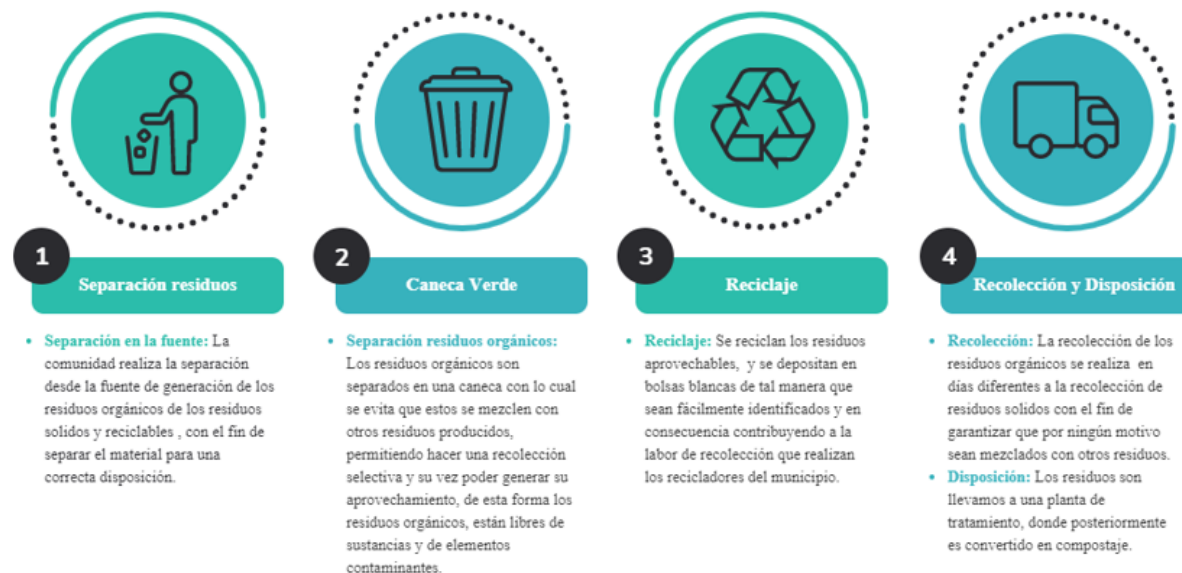 1
Separación residuos
• Separación en la fuente: La
comunidad realiza la separación
desde la fuente de generación de los
residuos orgánicos de los residuos
solidos y reciclables , con el fin de
separar el material para una
correcta disposición.
2
Caneca Verde
• Separación residuos orgánicos:
Los residuos orgánicos son
separados en una caneca con lo cual
se evita que estos se mezclen con
otros residuos producidos,
permitiendo hacer una recolección
selectiva y su vez poder generar su
aprovechamiento, de esta forma los
residuos orgánicos, están libres de
sustancias y de elementos
contaminantes.
3
Reciclaje
• Reciclaje: Se reciclan los residuos
aprovechables, y se depositan en
bolsas blancas de tal manera que
sean fácilmente identificados y en
consecuencia contribuyendo a la
labor de recolección que realizan
los recicladores del municipio.
4
Recolección y Disposición
• Recolección: La recolección de los
residuos orgánicos se realiza en
días diferentes a la recolección de
residuos solidos con el fin de
garantizar que por ningún motivo
sean mezclados con otros residuos.
• Disposición: Los residuos son
llevamos a una planta de
tratamiento, donde posteriormente
es convertido en compostaje.